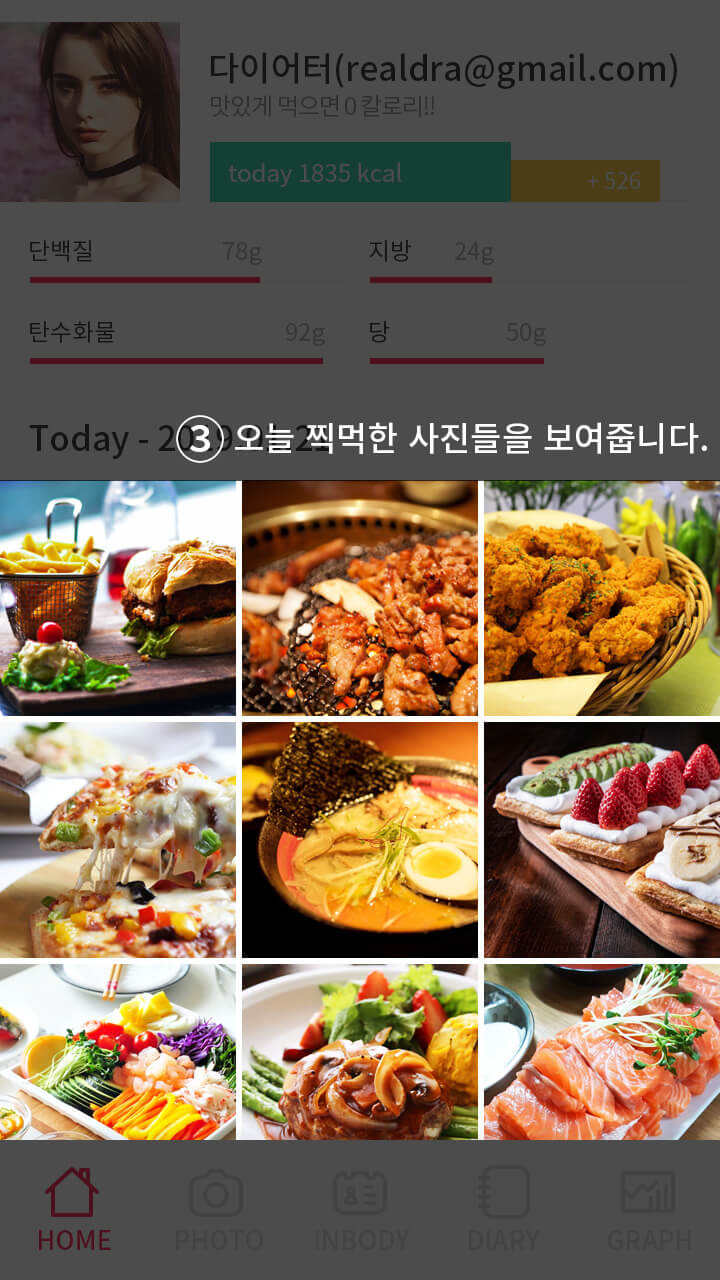 다이어터(realdra@gmail.com)
맛있게 먹으면 0 칼로리!!
today 1835 kcal
+ 526
단백질 78g 지방 24g
탄수화물 92g 당 50g
Today - 2019.
③ 오늘 찍먹한 사진들을 보여줍니다.
HOME PHOTO INBODY DIARY GRAPH